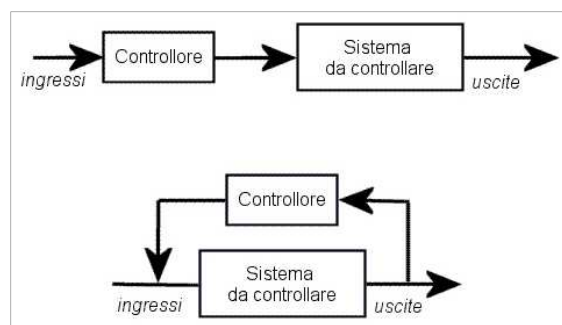 Controllore
Sistema
da controllare
ingressi
uscite
Controllore
Sistema
da controllare
ingressi
uscite